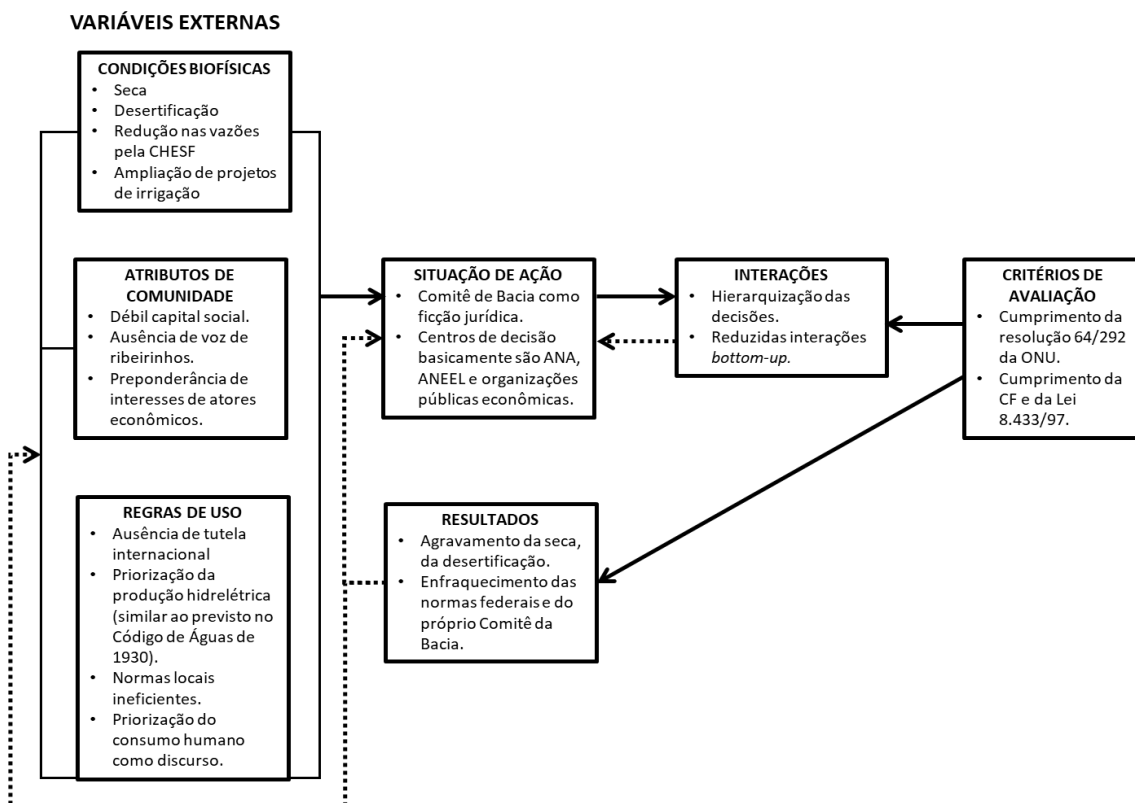 VARIÁVEIS EXTERNAS
CONDIÇÕES BIOFÍSICAS
• Seca
• Desertificação
• Redução nas vazões
pela CHESF
• Ampliação de projetos
de irrigação
ATRIBUTOS DE
COMUNIDADE
• Débil capital social.
• Ausência de voz de
ribeirinhos.
• Preponderância de
interesses de atores
econômicos.
REGRAS DE USO
• Ausência de tutela
internacional
• Priorização da
produção hidrelétrica
(similar ao previsto no
Código de Águas de
1930).
• Normas locais
ineficientes.
• Priorização do
consumo humano
como discurso.
SITUAÇÃO DE AÇÃO
• Comitê de Bacia como
ficção jurídica.
• Centros de decisão
basicamente são ANA,
ANEEL e organizações
públicas econômicas.
INTERAÇÕES
• Hierarquização das
decisões.
• Reduzidas interações
bottom-up.
CRITÉRIOS DE
AVALIAÇÃO
• Cumprimento da
resolução 64/292
da ONU.
• Cumprimento da
CF e da Lei
8.433/97.
RESULTADOS
• Agravamento da seca,
da desertificação.
• Enfraquecimento das
normas federais e do
próprio Comitê da
Bacia.